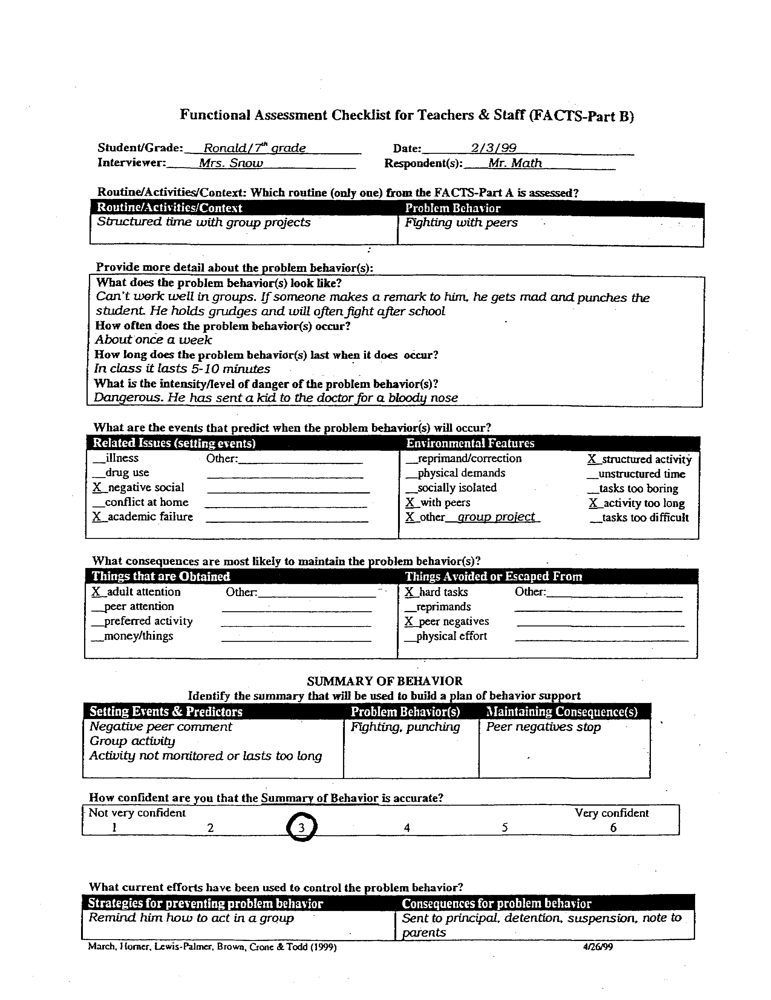 Functional Assessment Checklist for Teachers & Staff (FACTS-Part B)
Student/Grade: Ronald/7th grade Date: 2/3/99
Interviewer: Mrs. Snow Respondent(s): Mr. Math
Routine/Activities/Context: Which routine (only one) from the FACTS-Part A is assessed?
Routine/Activities/Context Problem Behavior
Structured time with group projects Fighting with peers
Provide more detail about the problem behavior(s):
What does the problem behavior(s) look like?
Can't work well in groups. If someone makes a remark to him, he gets mad and punches the
student. He holds grudges and will often fight after school
How often does the problem behavior(s) occur?
About once a week
How long does the problem behavior(s) last when it does occur?
In class it lasts 5-10 minutes
What is the intensity/level of danger of the problem behavior(s)?
Dangerous. He has sent a kid to the doctor for a bloody nose
What are the events that predict when the problem behavior(s) will occur?
Related Issues (setting events) Environmental Features
__illness Other:____ __reprimand/correction X_structured activity
__drug use __physical demands __unstructured time
X_negative social __socially isolated __tasks too boring
__conflict at home X_with peers X_activity too long
X_academic failure X_other__group project __tasks too difficult
What consequences are most likely to maintain the problem behavior(s)?
Things that are Obtained Things Avoided or Escaped From
X_adult attention Other:____ X_hard tasks Other:____
__peer attention __reprimands
__preferred activity X_peer negatives
__money/things __physical effort
SUMMARY OF BEHAVIOR
Identify the summary that will be used to build a plan of behavior support
Setting Events & Predictors Problem Behavior(s) Maintaining Consequence(s)
Negative peer comment Fighting, punching Peer negatives stop
Group activity
Activity not monitored or lasts too long
How confident are you that the Summary of Behavior is accurate?
Not very confident Very confident
1 2 3 4 5 6
What current efforts have been used to control the problem behavior?
Strategies for preventing problem behavior Consequences for problem behavior
Remind him how to act in a group Sent to principal, detention, suspension, note to
parents
March, Horner, Lewis-Palmer, Brown, Crone & Todd (1999) 4/26/99